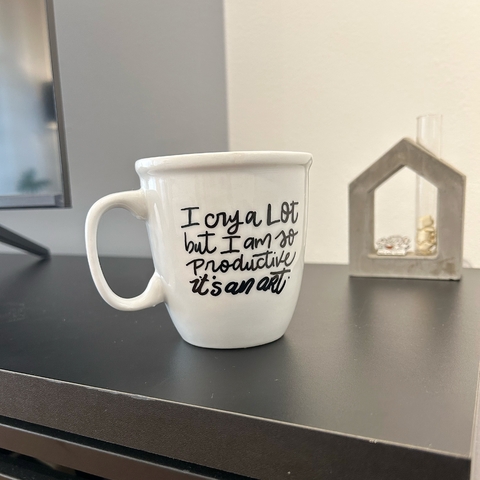 I cry a LOT
but I am so
productive
it's an art.